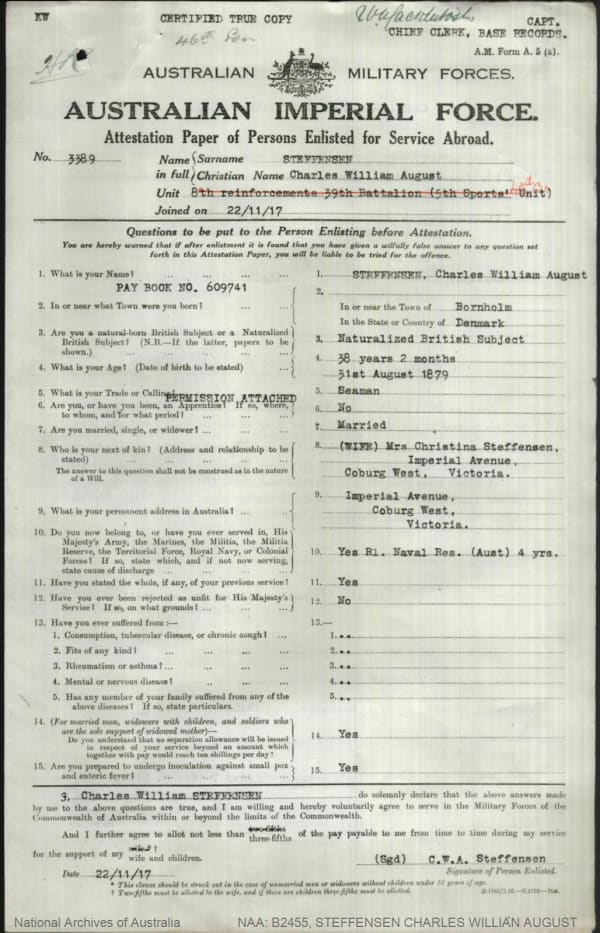 KW
CERTIFIED TRUE COPY
CAPT.
CHIEF CLERK, BASE RECORDS.
46th
A.M. Form A. 5 (a).
AUSTRALIAN MILITARY FORCES.
AUSTRALIAN IMPERIAL FORCE.
Attestation Paper of Persons Enlisted for Service Abroad.
No. 3389
Name in full
Surname STEFFENSEN
Christian Name Charles William August
Unit 8th reinforcements 39th Battalion (5th Sports' Unit)
Joined on 22/11/17
Questions to be put to the Person Enlisting before Attestation.
You are hereby warned that if after enlistment it is found that you have given a wilfully false answer to any question set
forth in this Attestation Paper, you will be liable to be tried for the offence.
1. What is your Name? ... ... ... ...
1. STEFFENSEN, Charles William August
PAY BOOK NO. 609741
2. In or near what Town were you born? ... ...
2.
In or near the Town of Bornholm
In the State or Country of Denmark
3. Are you a natural-born British Subject or a Naturalized
British Subject? (N.B.—If the latter, papers to be
shown.) ... ... ... ...
3. Naturalized British Subject
4. What is your Age? (Date of birth to be stated) ...
4. 38 years 2 months
31st August 1879
5. What is your Trade or Calling?
PERMISSION ATTACHED
5. Seaman
6. Are you, or have you been, an Apprentice? If so, where,
to whom, and for what period? ... ... ...
6. No
7. Are you married, single, or widower? ... ...
7. Married
8. Who is your next of kin? (Address and relationship to be
stated) ... ... ... ...
The answer to this question shall not be construed as in the nature
of a Will.
8. (WIFE) Mrs Christina Steffensen,
Imperial Avenue,
Coburg West, Victoria.
9. What is your permanent address in Australia? ... ...
9. Imperial Avenue,
Coburg West,
Victoria.
10. Do you now belong to, or have you ever served in, His
Majesty's Army, the Marines, the Militia, the Militia
Reserve, the Territorial Force, Royal Navy, or Colonial
Forces? If so, state which, and if not now serving,
state cause of discharge ... ... ...
10. Yes Rl. Naval Res. (Aust) 4 yrs.
11. Have you stated the whole, if any, of your previous service?
11. Yes
12. Have you ever been rejected as unfit for His Majesty's
Service? If so, on what grounds? ... ... ...
12. No
13. Have you ever suffered from:—
13.—
1. Consumption, tubercular disease, or chronic cough? ...
1...
2. Fits of any kind? ... ... ...
2...
3. Rheumatism or asthma? ... ... ...
3...
4. Mental or nervous disease? ... ...
4...
5. Has any member of your family suffered from any of the
above diseases? If so, state particulars.
5...
14. (For married men, widowers with children, and soldiers who
are the sole support of widowed mother)—
Do you understand that no separation allowance will be issued
in respect of your service beyond an amount which
together with pay would reach ten shillings per day?
14. Yes
15. Are you prepared to undergo inoculation against small pox
and enteric fever? ... ... ...
15. Yes
I, Charles William STEFFENSEN do solemnly declare that the above answers made
by me to the above questions are true, and I am willing and hereby voluntarily agree to serve in the Military Forces of the
Commonwealth of Australia within or beyond the limits of the Commonwealth.
And I further agree to allot not less than two-fifths three-fifths of the pay payable to me from time to time during my service
for the support of my wife* † wife and children.
(Sgd) C.W.A. Steffensen
Date 22/11/17
Signature of Person Enlisted.
* This clause should be struck out in the case of unmarried men or widowers without children under 16 years of age.
† Two-fifths must be allotted to the wife, and if there are children three-fifths must be allotted.
National Archives of Australia
NAA: B2455, STEFFENSEN CHARLES WILLIAN AUGUST